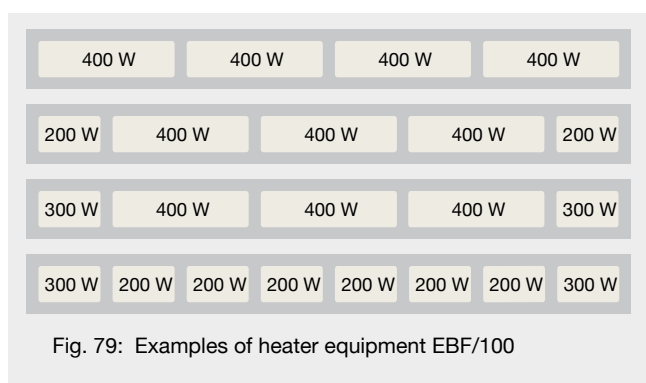 400 W 400 W 400 W 400 W
200 W 400 W 400 W 400 W 200 W
300 W 400 W 400 W 400 W 300 W
300 W 200 W 200 W 200 W 200 W 200 W 200 W 300 W
Fig. 79: Examples of heater equipment EBF/100